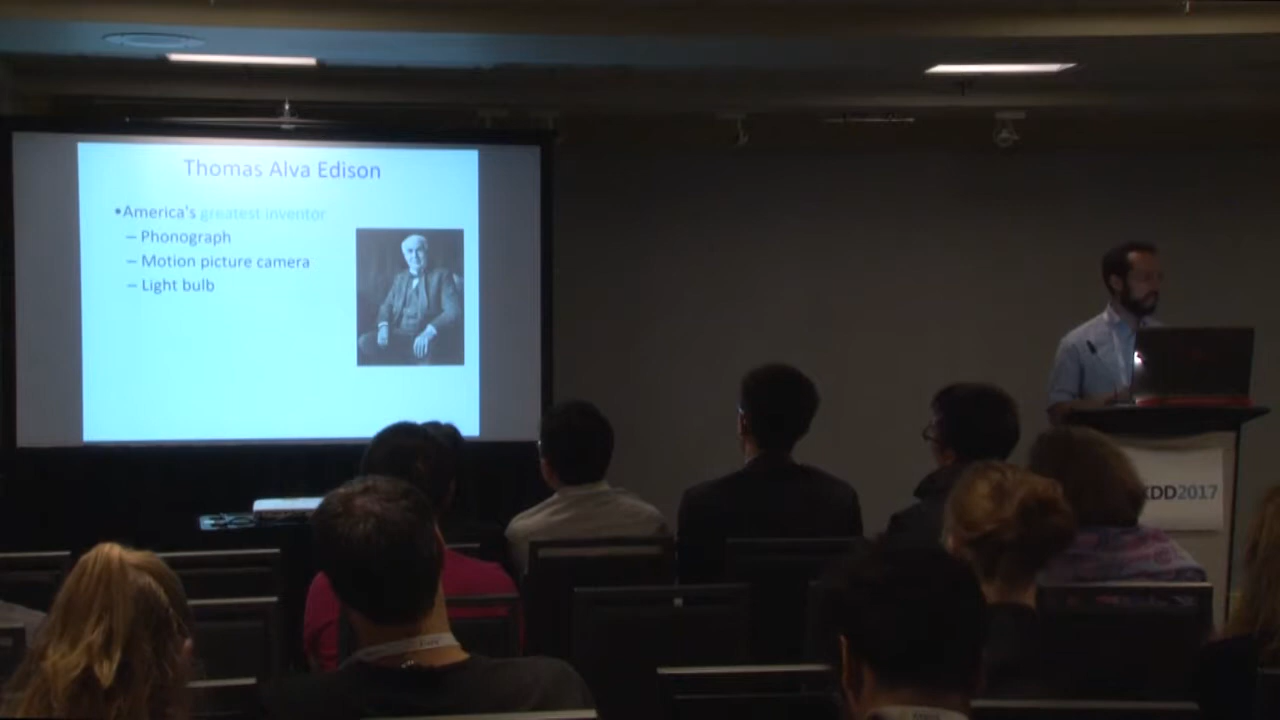 Thomas Alva Edison
•America's greatest inventor
– Phonograph
– Motion picture camera
– Light bulb
KDD2017